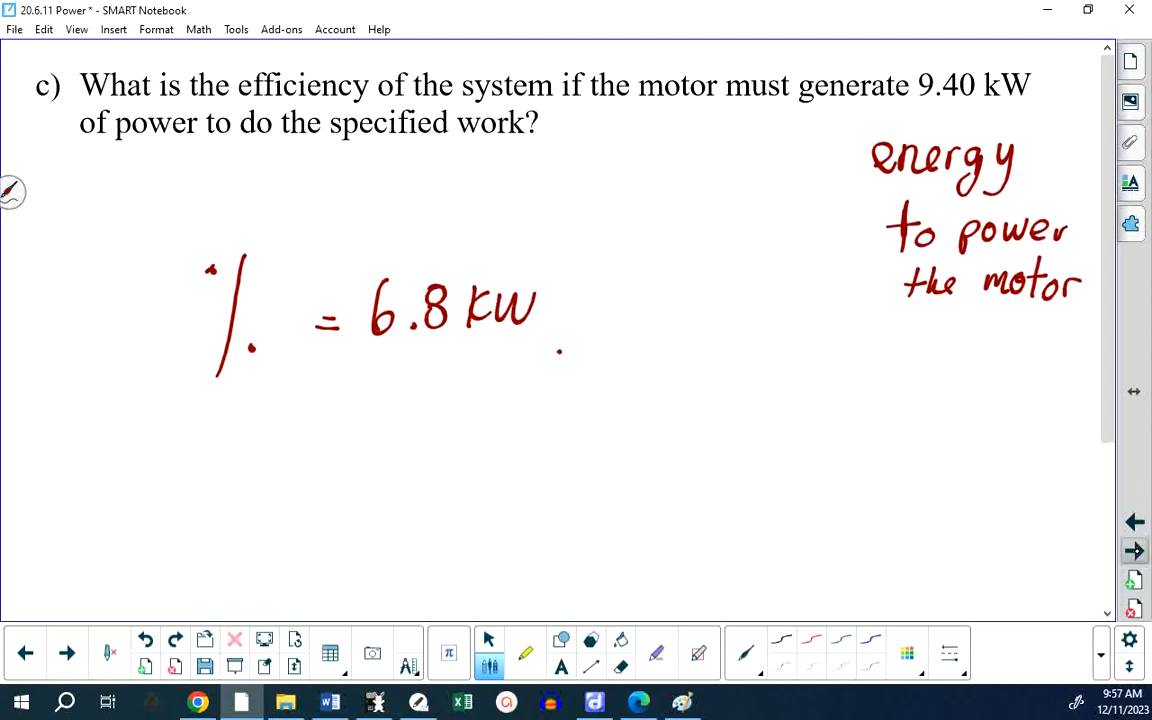 20.6.11 Power * - SMART Notebook
File Edit View Insert Format Math Tools Add-ons Account Help
c) What is the efficiency of the system if the motor must generate 9.40 kW
of power to do the specified work?
energy
to power
the motor
% = 6.8 kW
9:57 AM
12/11/2023